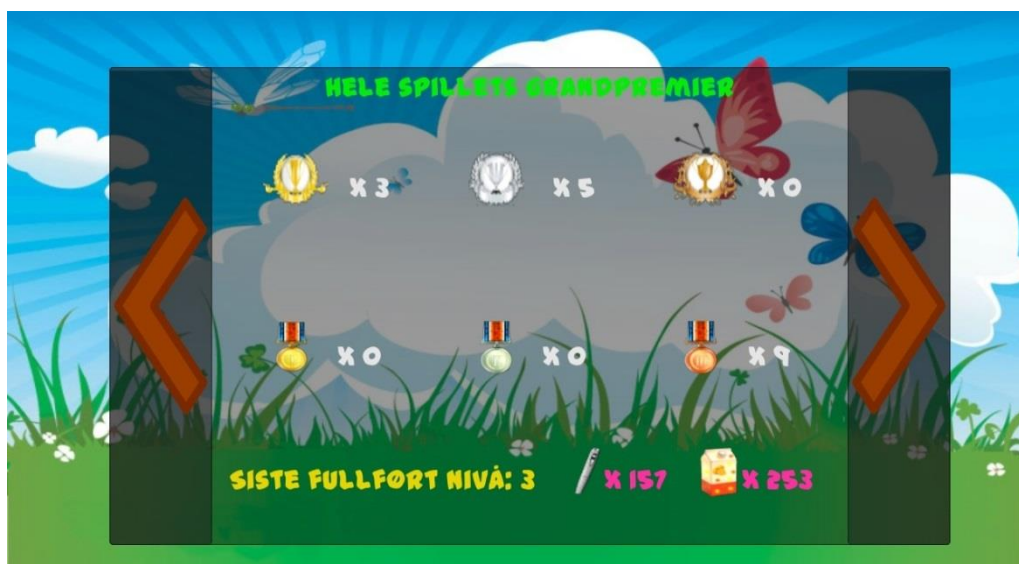 HELE SPILLETS GRANDPREMIER
X 3 X 5 X 0
X 0 X 0 X 9
SISTE FULLFØRT NIVÅ: 3 X 157 X 253